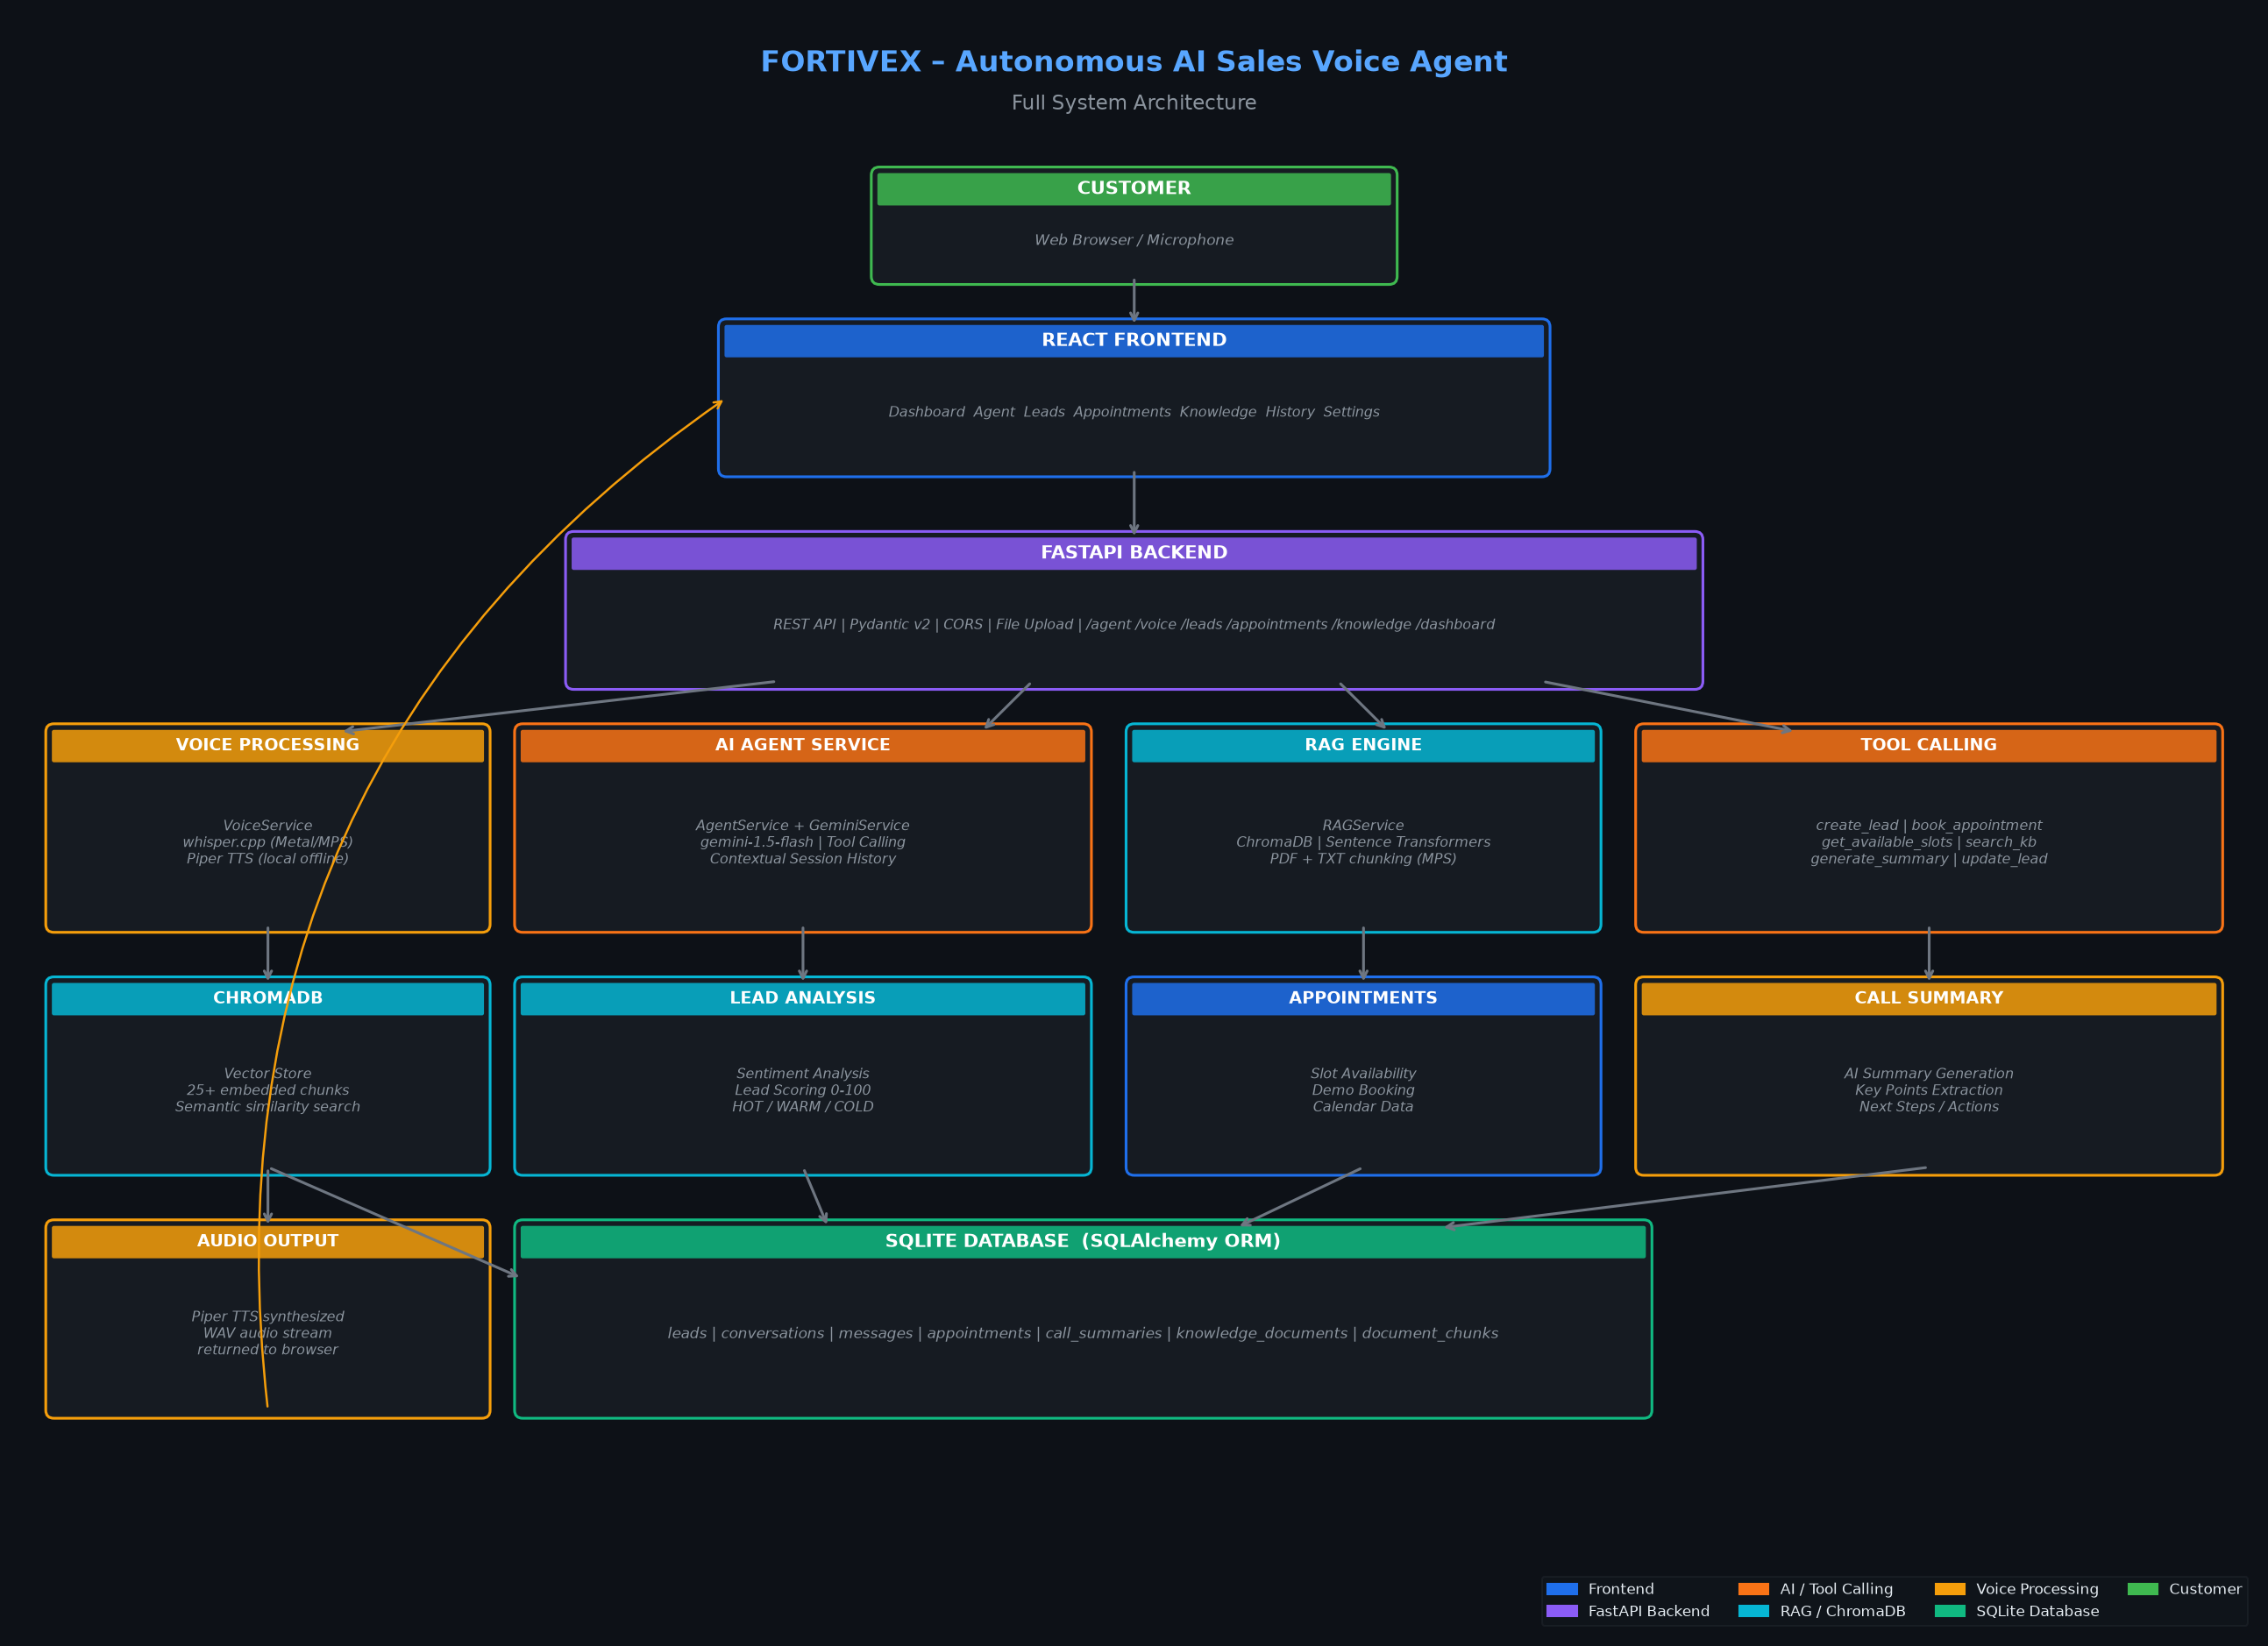 FORTIVEX – Autonomous AI Sales Voice Agent
Full System Architecture
CUSTOMER
Web Browser / Microphone
REACT FRONTEND
Dashboard  Agent  Leads  Appointments  Knowledge  History  Settings
FASTAPI BACKEND
REST API | Pydantic v2 | CORS | File Upload | /agent /voice /leads /appointments /knowledge /dashboard
VOICE PROCESSING
VoiceService
whisper.cpp (Metal/MPS)
Piper TTS (local offline)
AI AGENT SERVICE
AgentService + GeminiService
gemini-1.5-flash | Tool Calling
Contextual Session History
RAG ENGINE
RAGService
ChromaDB | Sentence Transformers
PDF + TXT chunking (MPS)
TOOL CALLING
create_lead | book_appointment
get_available_slots | search_kb
generate_summary | update_lead
CHROMADB
Vector Store
25+ embedded chunks
Semantic similarity search
LEAD ANALYSIS
Sentiment Analysis
Lead Scoring 0-100
HOT / WARM / COLD
APPOINTMENTS
Slot Availability
Demo Booking
Calendar Data
CALL SUMMARY
AI Summary Generation
Key Points Extraction
Next Steps / Actions
AUDIO OUTPUT
Piper TTS synthesized
WAV audio stream
returned to browser
SQLITE DATABASE  (SQLAlchemy ORM)
leads | conversations | messages | appointments | call_summaries | knowledge_documents | document_chunks
Frontend
FastAPI Backend
AI / Tool Calling
RAG / ChromaDB
Voice Processing
SQLite Database
Customer